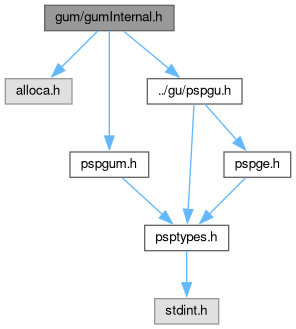 gum/gumInternal.h
alloca.h
../gu/pspgu.h
pspgum.h
pspge.h
psptypes.h
stdint.h